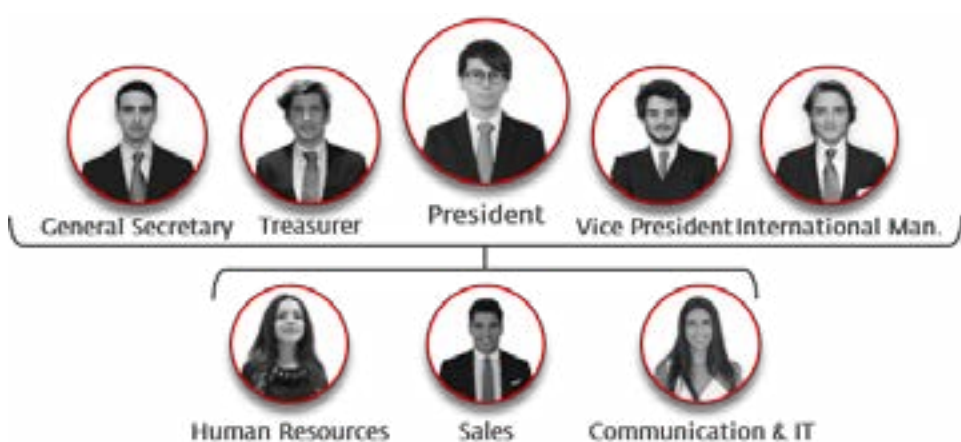 General Secretary
Treasurer
President
Vice President
International Man.
Human Resources
Sales
Communication & IT